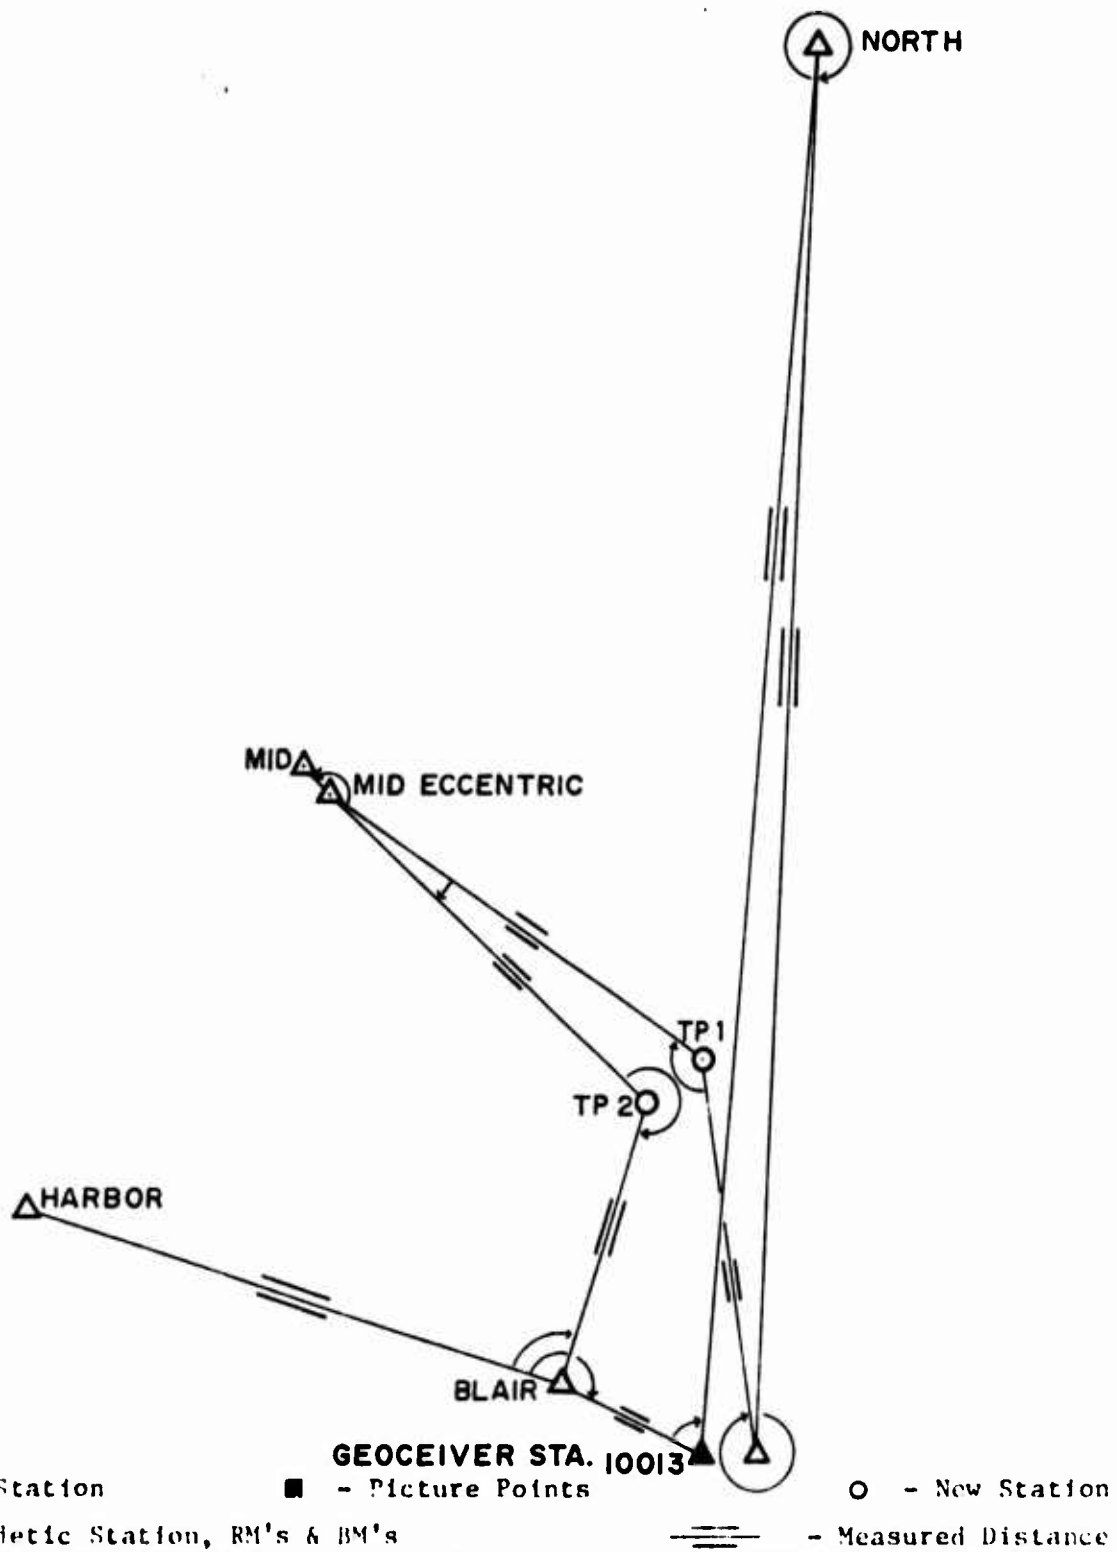 NORTH
MID
MID ECCENTRIC
TP 1
TP 2
HARBOR
BLAIR
GEOCEIVER STA. 10013
Station
- Picture Points
- New Station
detic Station, RM's & BM's
- Measured Distance